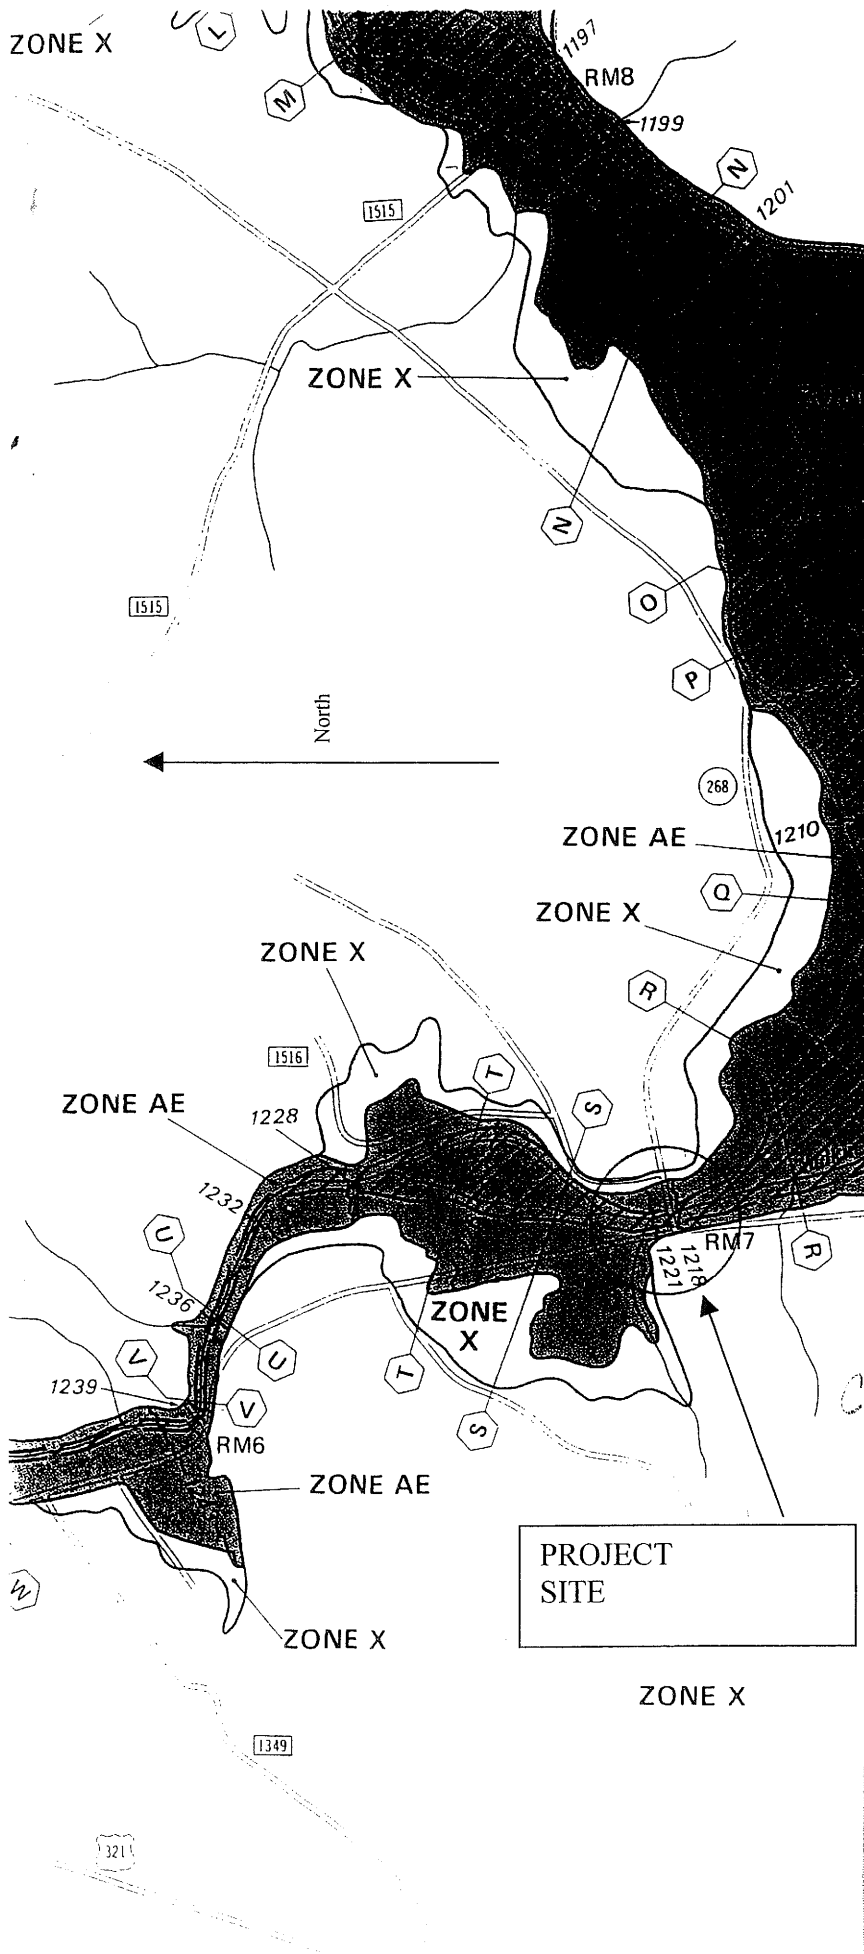 ZONE X
L
1197
RM8
M
1199
N
1201
1515
ZONE X
N
1515
O
P
North
268
1210
ZONE AE
Q
ZONE X
ZONE X
R
1516
T
ZONE AE
1228
S
1232
U
RM7
R
1218
1221
1236
ZONE
X
V
U
T
1239
V
S
RM6
ZONE AE
PROJECT
SITE
W
ZONE X
ZONE X
1349
321